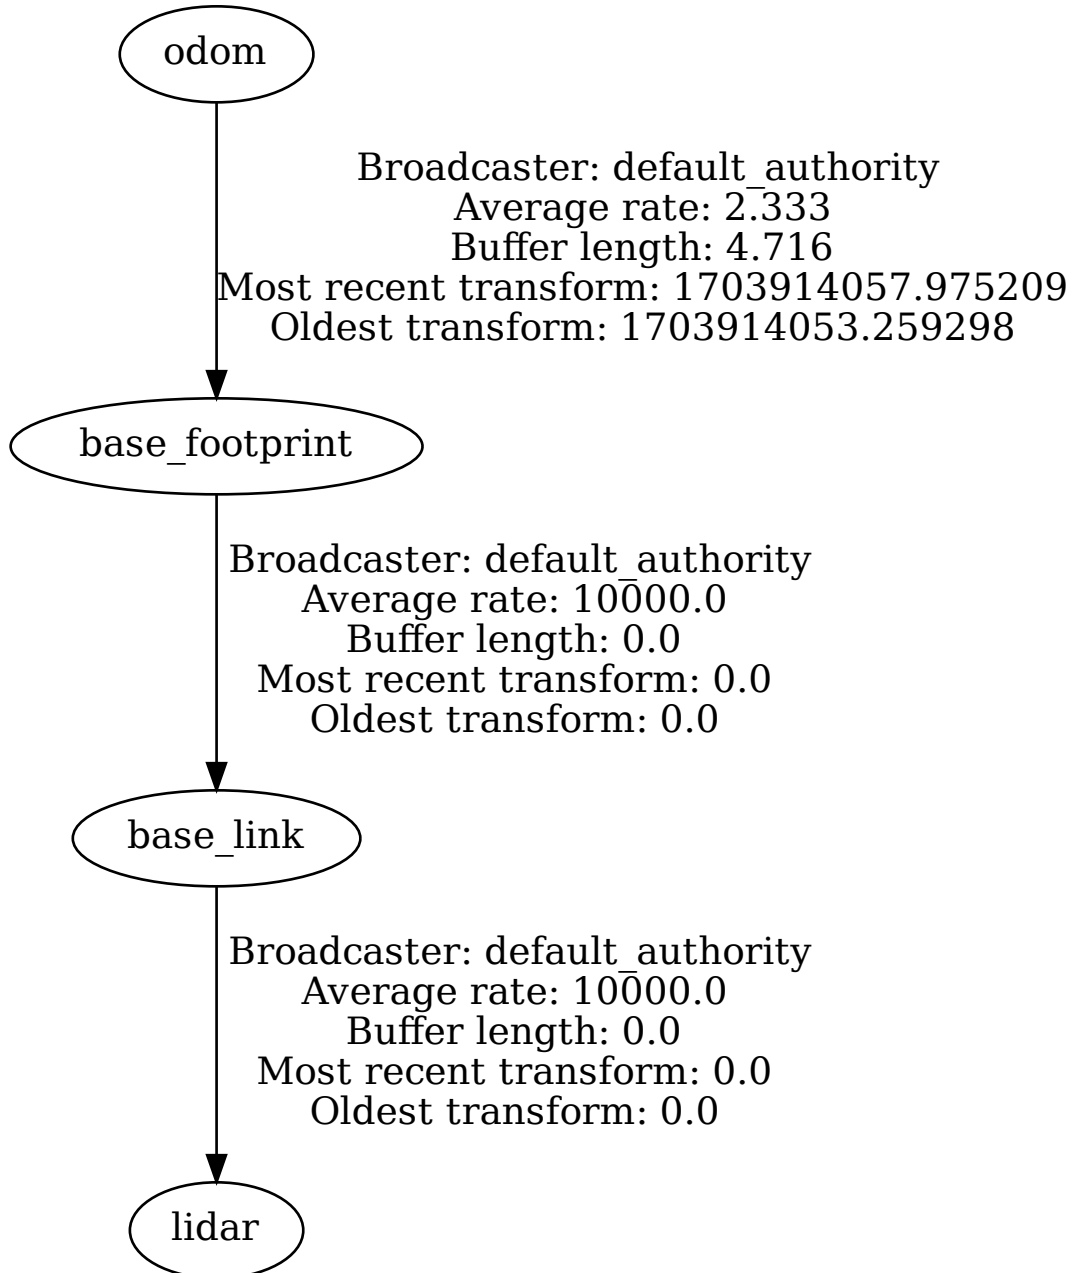 odom
Broadcaster: default_authority
Average rate: 2.333
Buffer length: 4.716
Most recent transform: 1703914057.975209
Oldest transform: 1703914053.259298
base_footprint
Broadcaster: default_authority
Average rate: 10000.0
Buffer length: 0.0
Most recent transform: 0.0
Oldest transform: 0.0
base_link
Broadcaster: default_authority
Average rate: 10000.0
Buffer length: 0.0
Most recent transform: 0.0
Oldest transform: 0.0
lidar